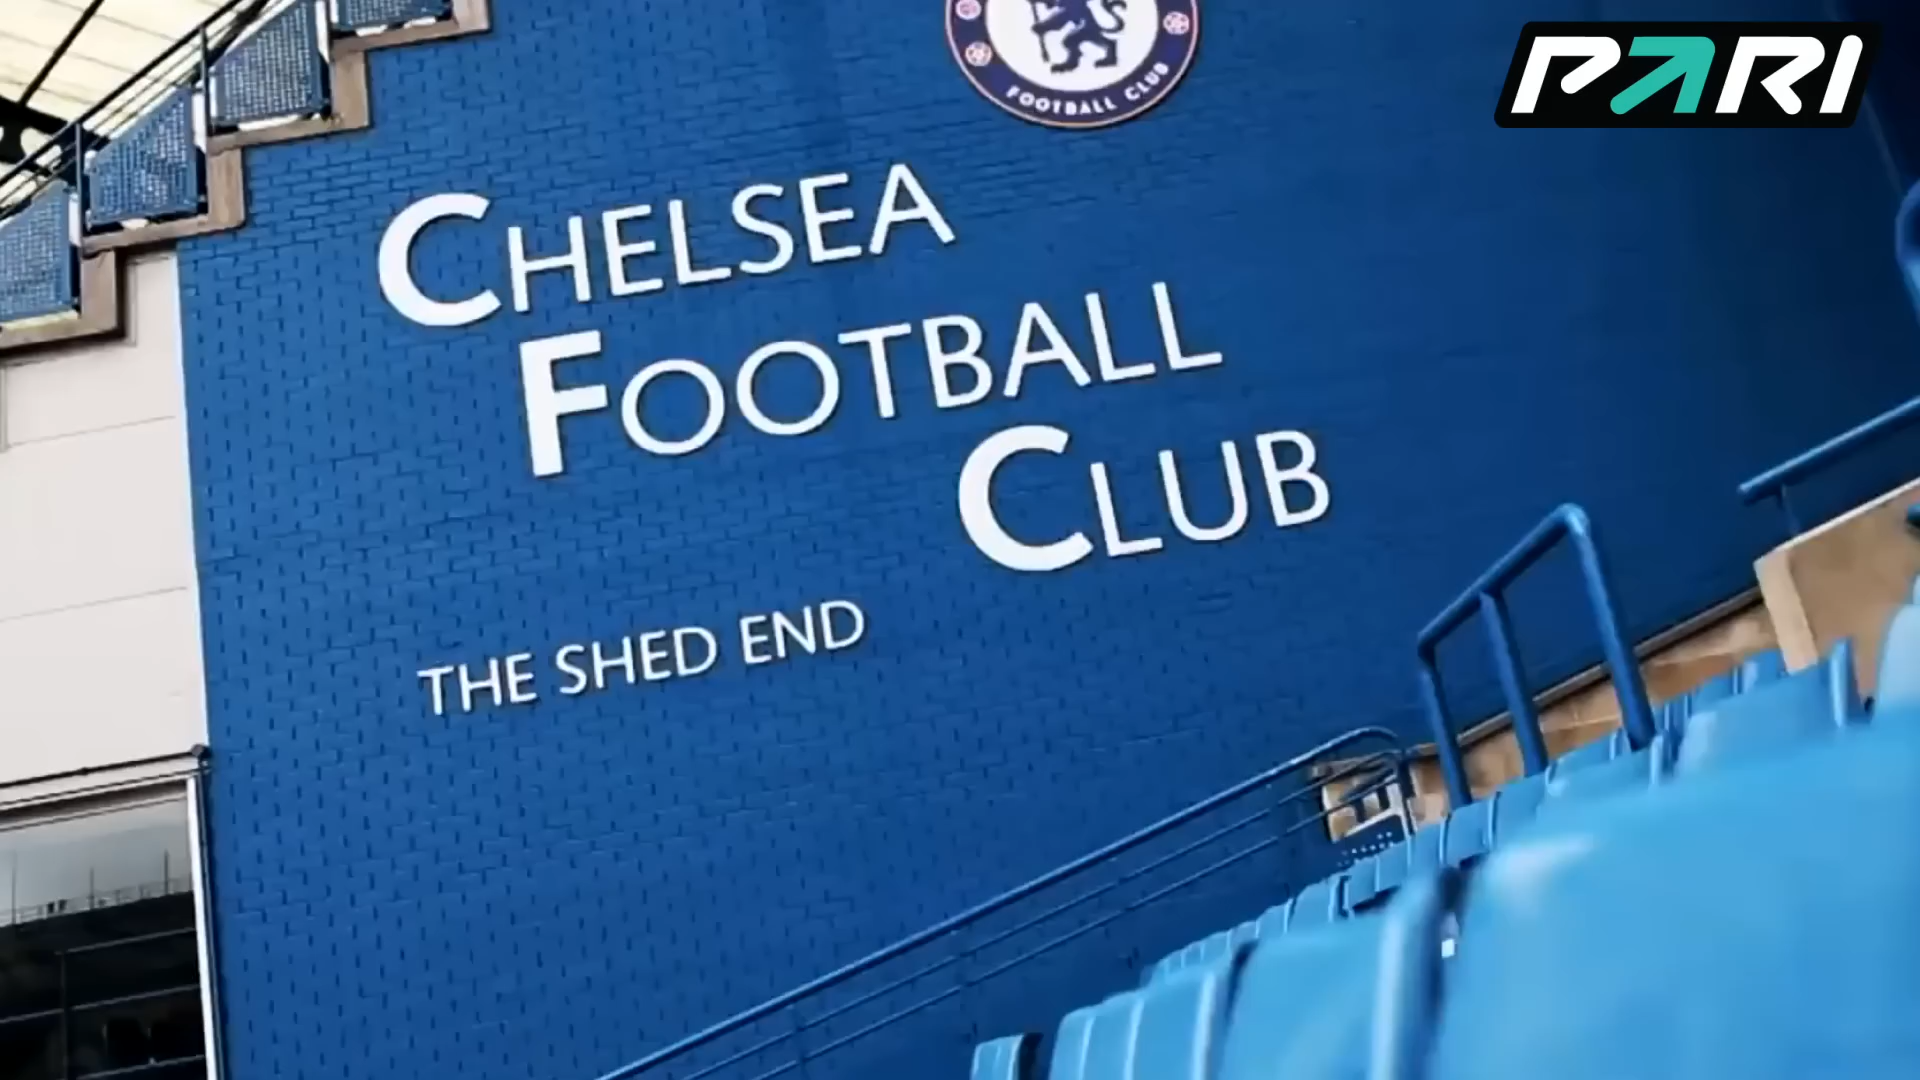 PARI
FOOTBALL CLUB
CHELSEA
FOOTBALL
CLUB
THE SHED END